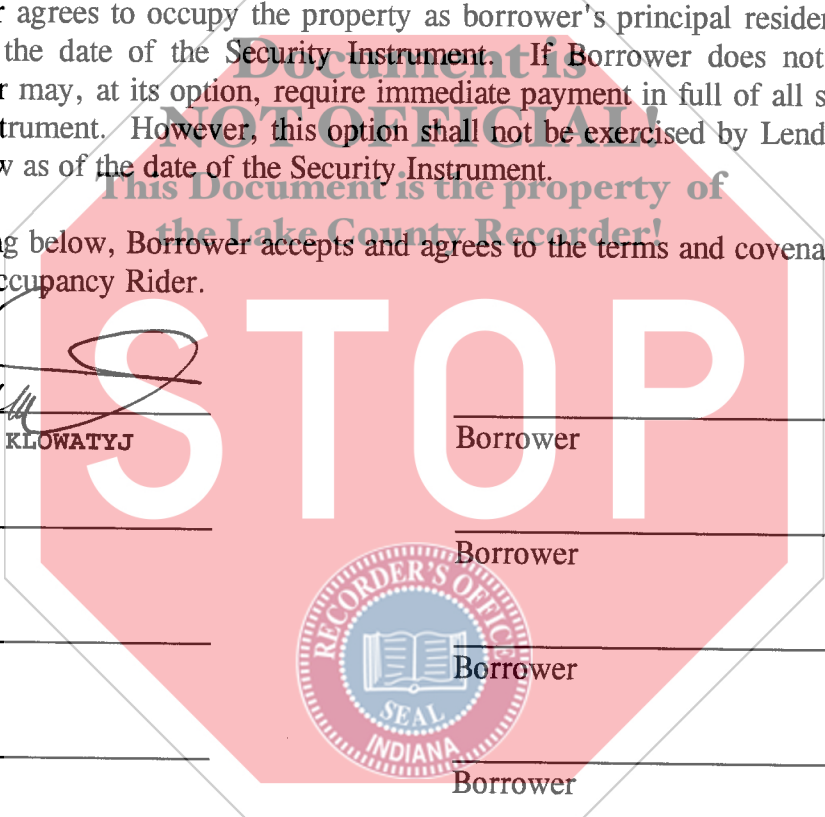 r agrees to occupy the property as borrower's principal residen
the date of the Security Instrument. If Borrower does not
Document is
r may, at its option, require immediate payment in full of all s
NOT OFFICIAL!
trument. However, this option shall not be exercised by Lend
w as of the date of the Security Instrument.
This Document is the property of
the Lake County Recorder!
g below, Borrower accepts and agrees to the terms and covena
ccupancy Rider.
STOP
KLOWATYJ
Borrower
Borrower
Borrower
Borrower
RECORDER'S OFFICE
SEAL
INDIANA